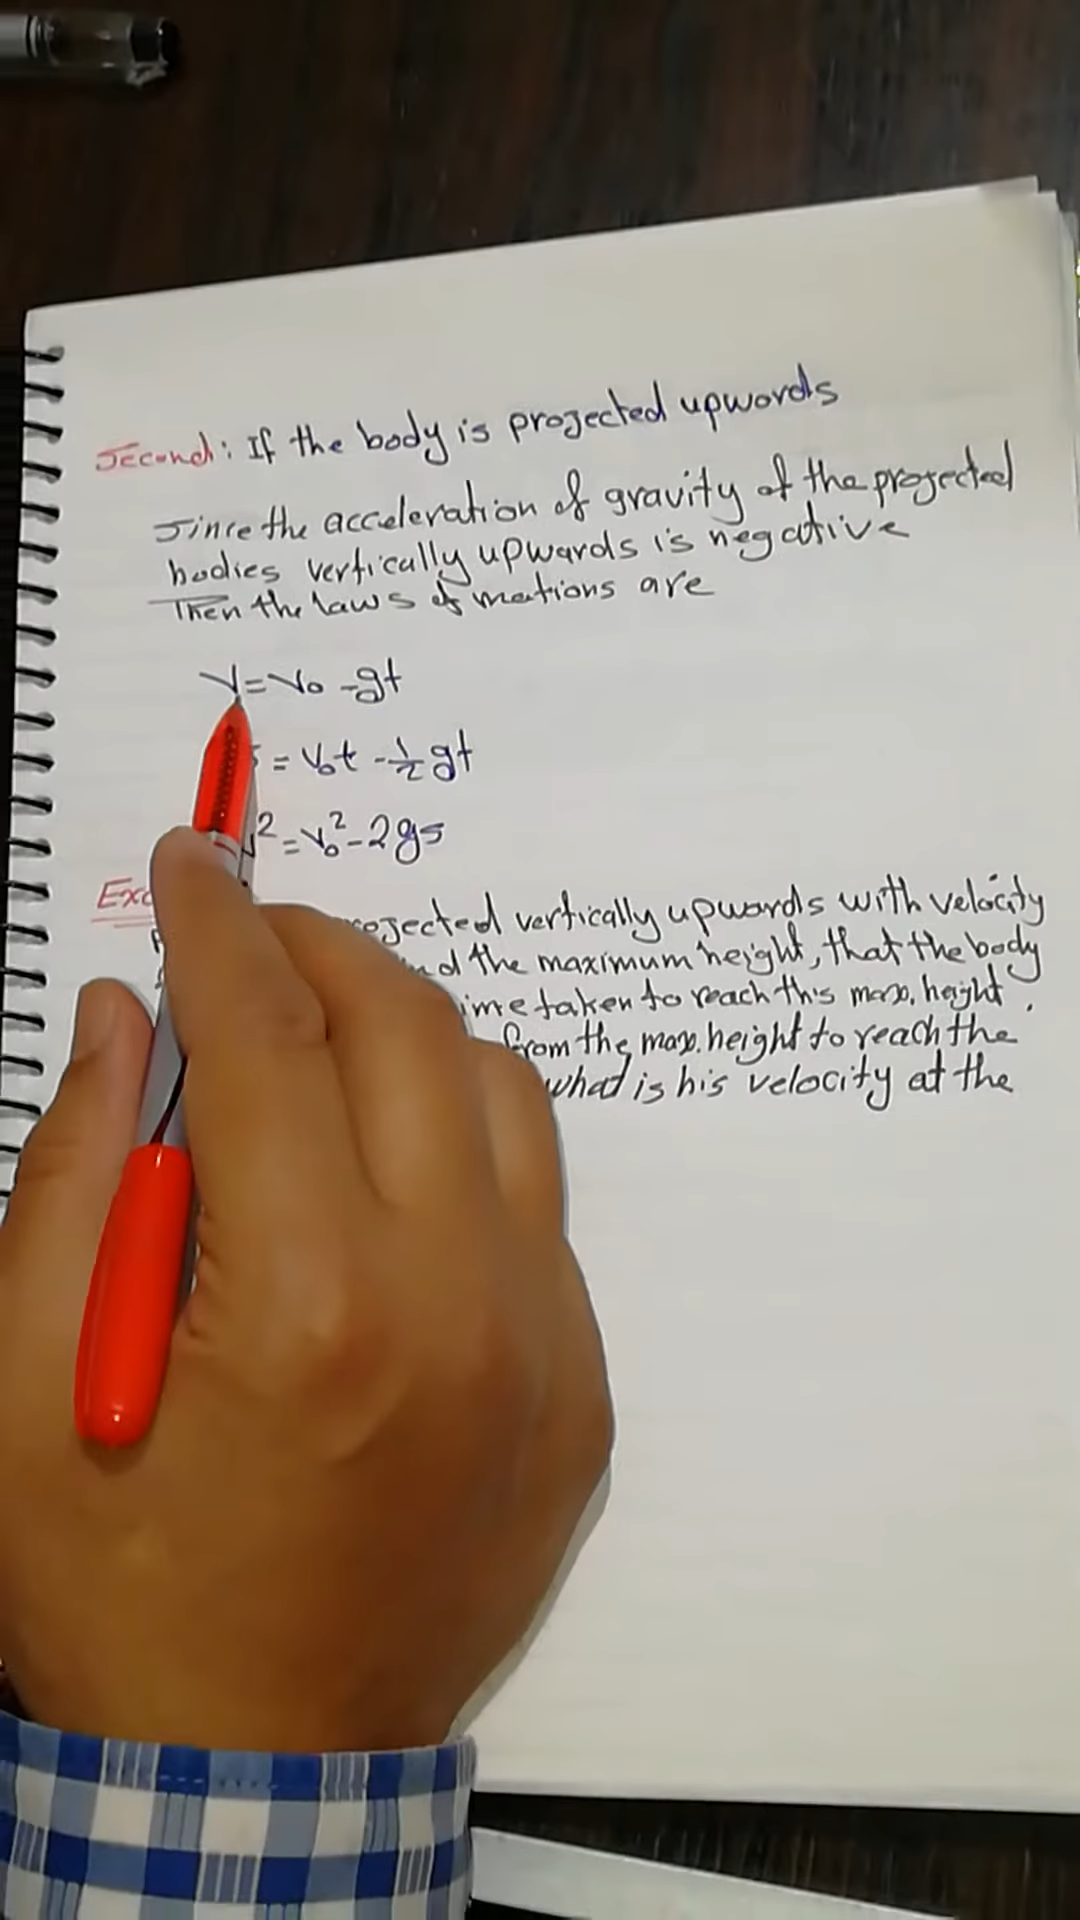 Second: If the body is projected upwords
Since the acceleration of gravity of the projected
bodies vertically upwards is negative
Then the laws of motions are
V = V₀ - gt
= V₀t - ½ gt
² = V₀² - 2gs
vertically upwards with velocity
the maximum height, that the body
taken to reach this max. height.
from the max. height to reach the
what is his velocity at the